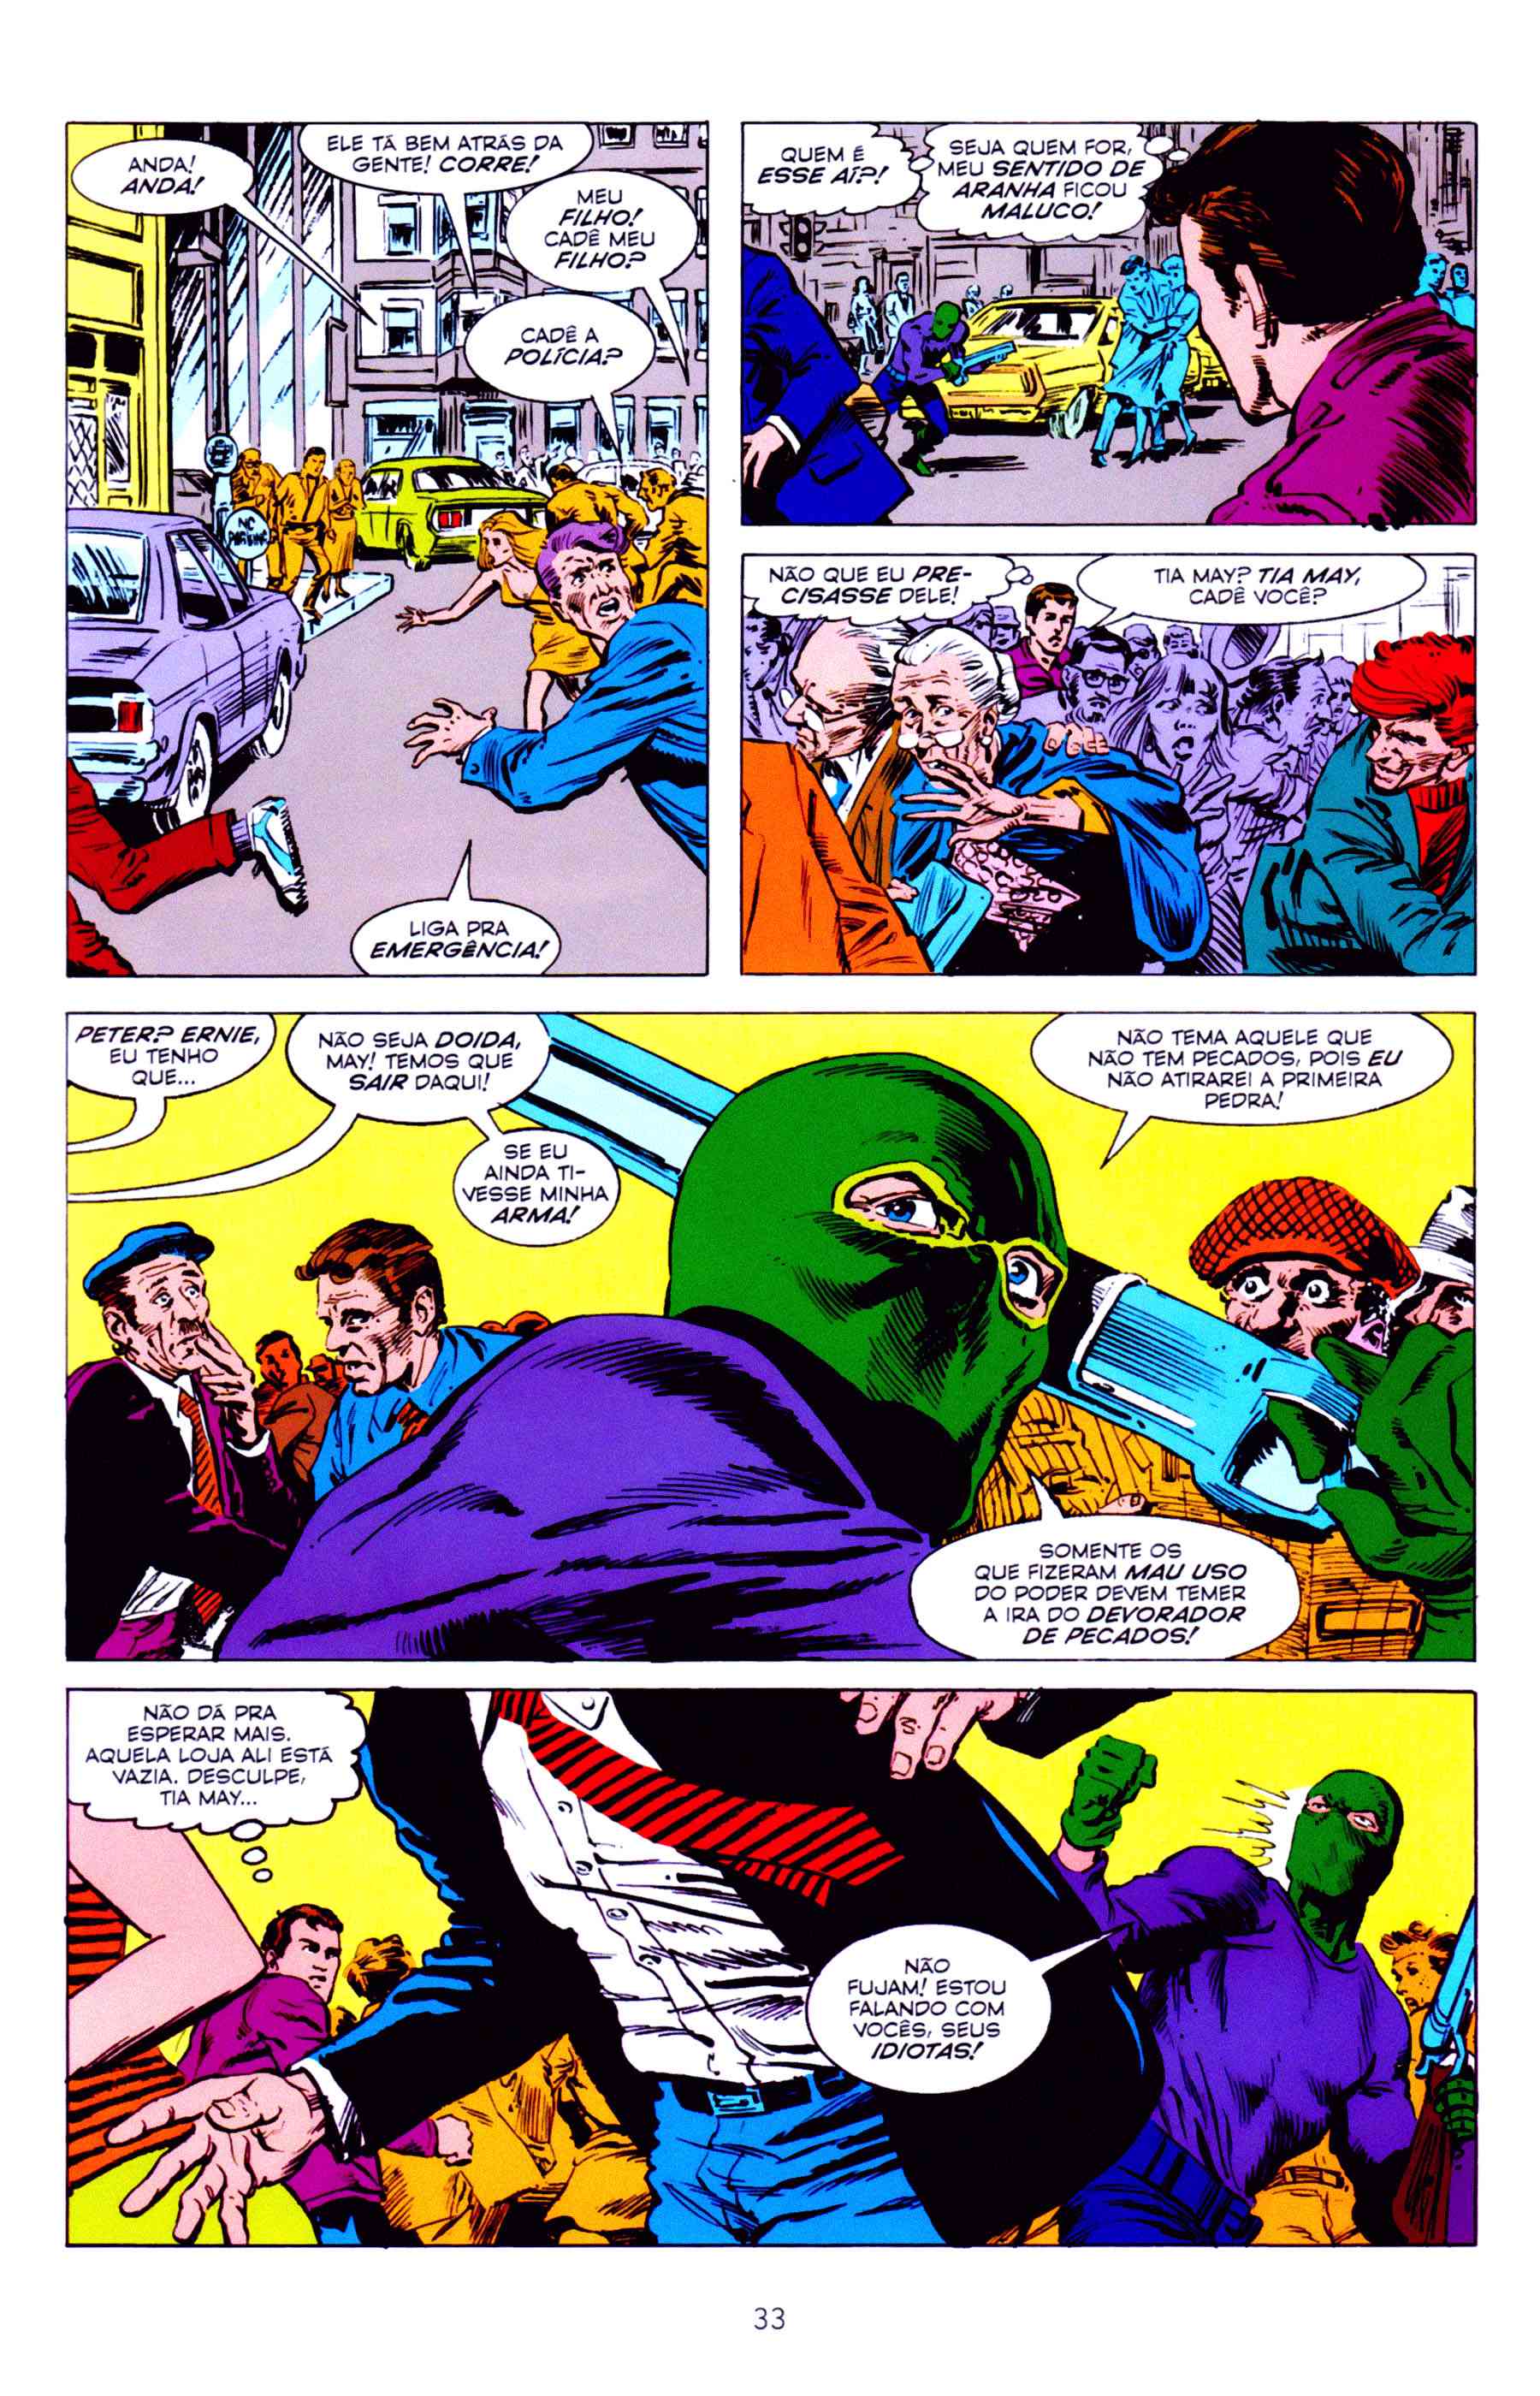 ANDA!
ANDA!
ELE TÁ BEM ATRÁS DA
GENTE! CORRE!
MEU
FILHO!
CADÊ MEU
FILHO?
CADÊ A
POLÍCIA?
NO
PARKING
LIGA PRA
EMERGÊNCIA!
QUEM É
ESSE AÍ?!
SEJA QUEM FOR,
MEU SENTIDO DE
ARANHA FICOU
MALUCO!
NÃO QUE EU PRE-
CISASSE DELE!
TIA MAY? TIA MAY,
CADÊ VOCÊ?
PETER? ERNIE,
EU TENHO
QUE...
NÃO SEJA DOIDA,
MAY! TEMOS QUE
SAIR DAQUI!
SE EU
AINDA TI-
VESSE MINHA
ARMA!
NÃO TEMA AQUELE QUE
NÃO TEM PECADOS, POIS EU
NÃO ATIRAREI A PRIMEIRA
PEDRA!
SOMENTE OS
QUE FIZERAM MAU USO
DO PODER DEVEM TEMER
A IRA DO DEVORADOR
DE PECADOS!
NÃO DÁ PRA
ESPERAR MAIS.
AQUELA LOJA ALI ESTÁ
VAZIA. DESCULPE,
TIA MAY...
NÃO
FUJAM! ESTOU
FALANDO COM
VOCÊS, SEUS
IDIOTAS!
33